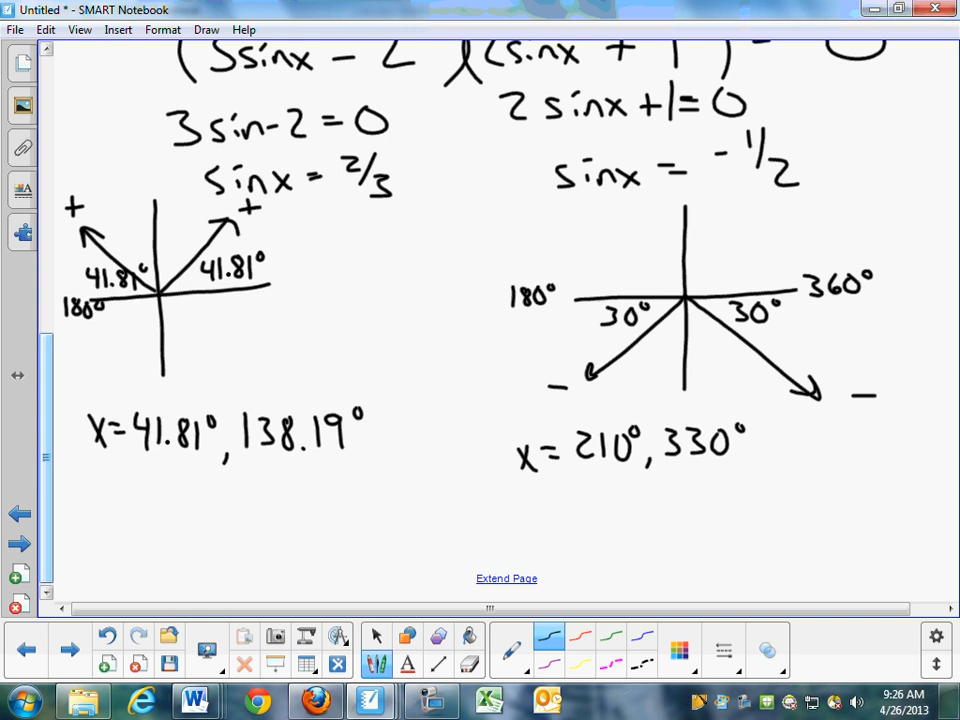 Untitled * - SMART Notebook
File Edit View Insert Format Draw Help
(3sinx - 2)(2sinx + 1) = 0
3sin-2 = 0
2sinx+1=0
sinx = 2/3
sinx = -1/2
+ +
41.81° 41.81°
180°
180° 360°
30° 30°
- -
x=41.81°, 138.19°
x=210°, 330°
Extend Page
A
9:26 AM
4/26/2013